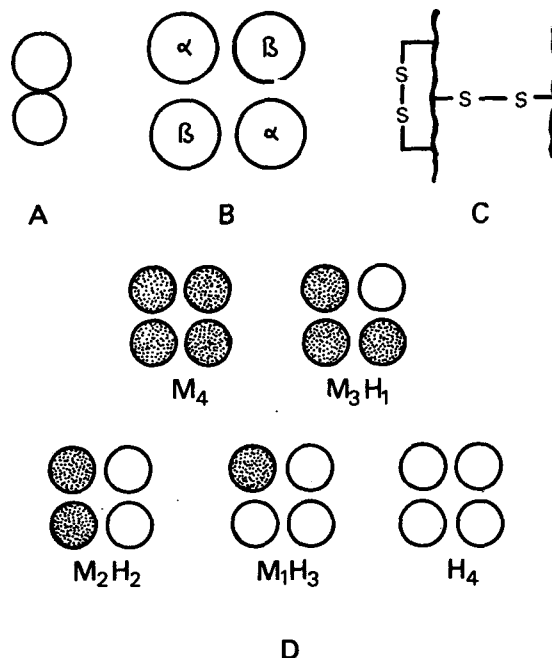 α ß
ß α
S
S
S S
A B C
M₄ M₃H₁
M₂H₂ M₁H₃ H₄
D